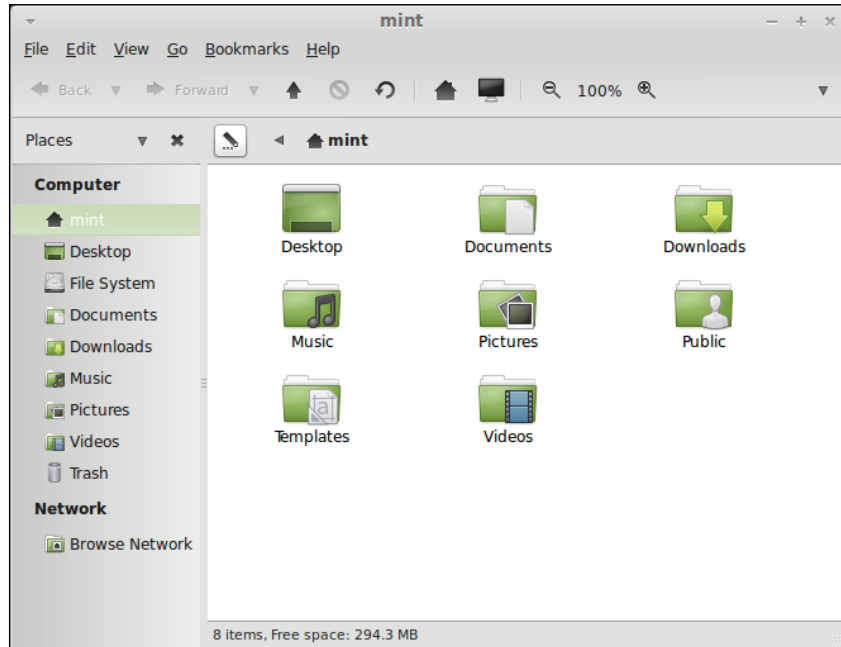 mint
File Edit View Go Bookmarks Help
Back Forward 100%
Places mint
Computer
mint
Desktop
File System
Documents
Downloads
Music
Pictures
Videos
Trash
Network
Browse Network
Desktop Documents Downloads
Music Pictures Public
Templates Videos
8 items, Free space: 294.3 MB